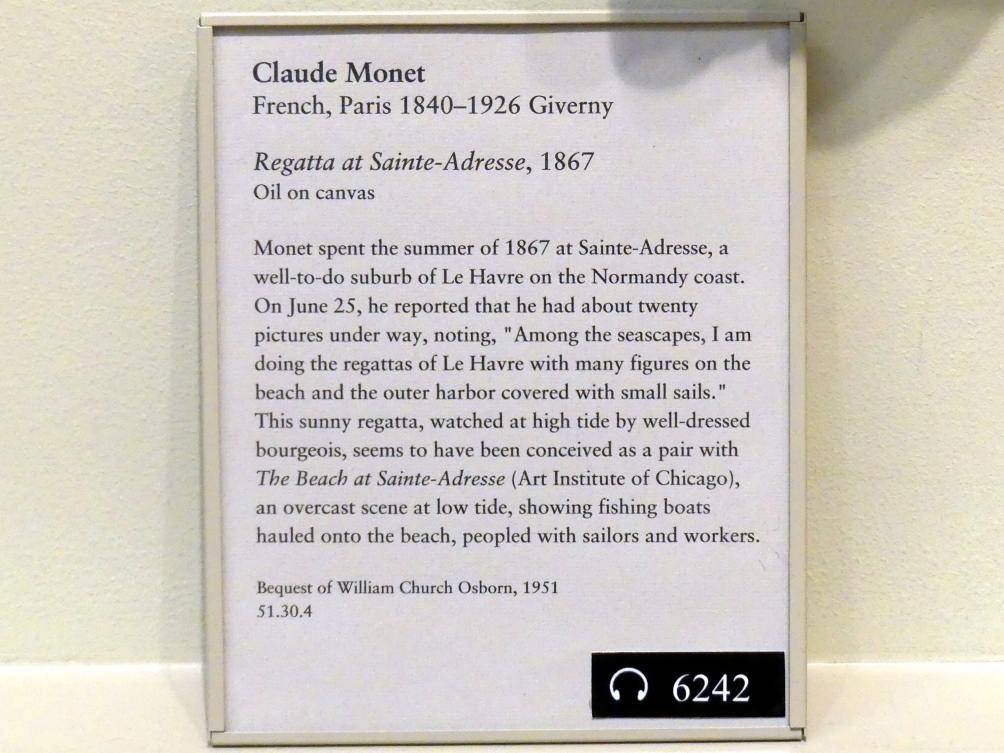 Claude Monet
French, Paris 1840–1926 Giverny
Regatta at Sainte-Adresse, 1867
Oil on canvas
Monet spent the summer of 1867 at Sainte-Adresse, a
well-to-do suburb of Le Havre on the Normandy coast.
On June 25, he reported that he had about twenty
pictures under way, noting, "Among the seascapes, I am
doing the regattas of Le Havre with many figures on the
beach and the outer harbor covered with small sails."
This sunny regatta, watched at high tide by well-dressed
bourgeois, seems to have been conceived as a pair with
The Beach at Sainte-Adresse (Art Institute of Chicago),
an overcast scene at low tide, showing fishing boats
hauled onto the beach, peopled with sailors and workers.
Bequest of William Church Osborn, 1951
51.30.4
6242